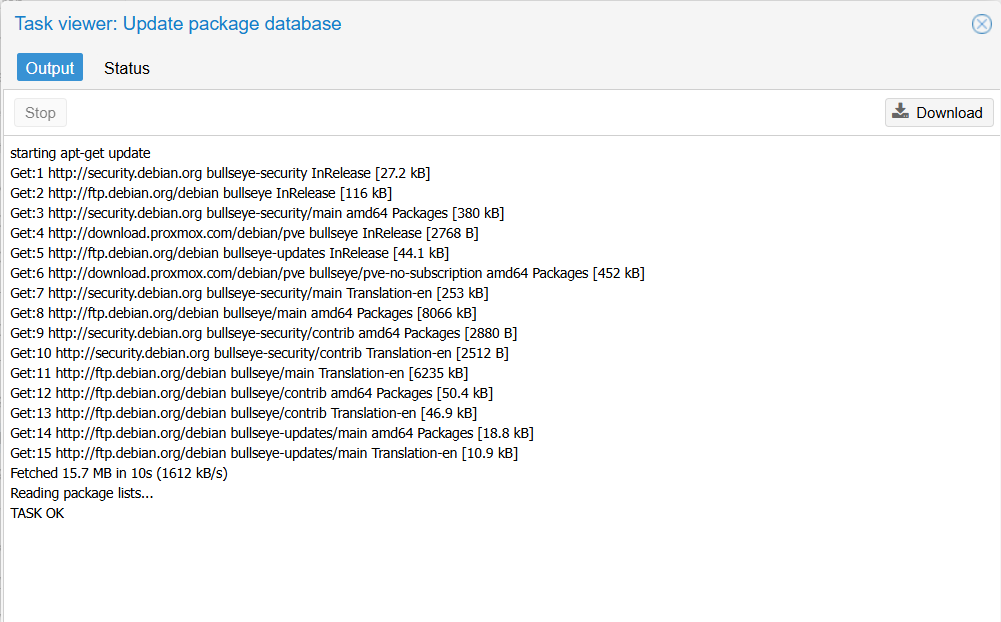 Task viewer: Update package database
Output Status
Stop Download
starting apt-get update
Get:1 http://security.debian.org bullseye-security InRelease [27.2 kB]
Get:2 http://ftp.debian.org/debian bullseye InRelease [116 kB]
Get:3 http://security.debian.org bullseye-security/main amd64 Packages [380 kB]
Get:4 http://download.proxmox.com/debian/pve bullseye InRelease [2768 B]
Get:5 http://ftp.debian.org/debian bullseye-updates InRelease [44.1 kB]
Get:6 http://download.proxmox.com/debian/pve bullseye/pve-no-subscription amd64 Packages [452 kB]
Get:7 http://security.debian.org bullseye-security/main Translation-en [253 kB]
Get:8 http://ftp.debian.org/debian bullseye/main amd64 Packages [8066 kB]
Get:9 http://security.debian.org bullseye-security/contrib amd64 Packages [2880 B]
Get:10 http://security.debian.org bullseye-security/contrib Translation-en [2512 B]
Get:11 http://ftp.debian.org/debian bullseye/main Translation-en [6235 kB]
Get:12 http://ftp.debian.org/debian bullseye/contrib amd64 Packages [50.4 kB]
Get:13 http://ftp.debian.org/debian bullseye/contrib Translation-en [46.9 kB]
Get:14 http://ftp.debian.org/debian bullseye-updates/main amd64 Packages [18.8 kB]
Get:15 http://ftp.debian.org/debian bullseye-updates/main Translation-en [10.9 kB]
Fetched 15.7 MB in 10s (1612 kB/s)
Reading package lists...
TASK OK